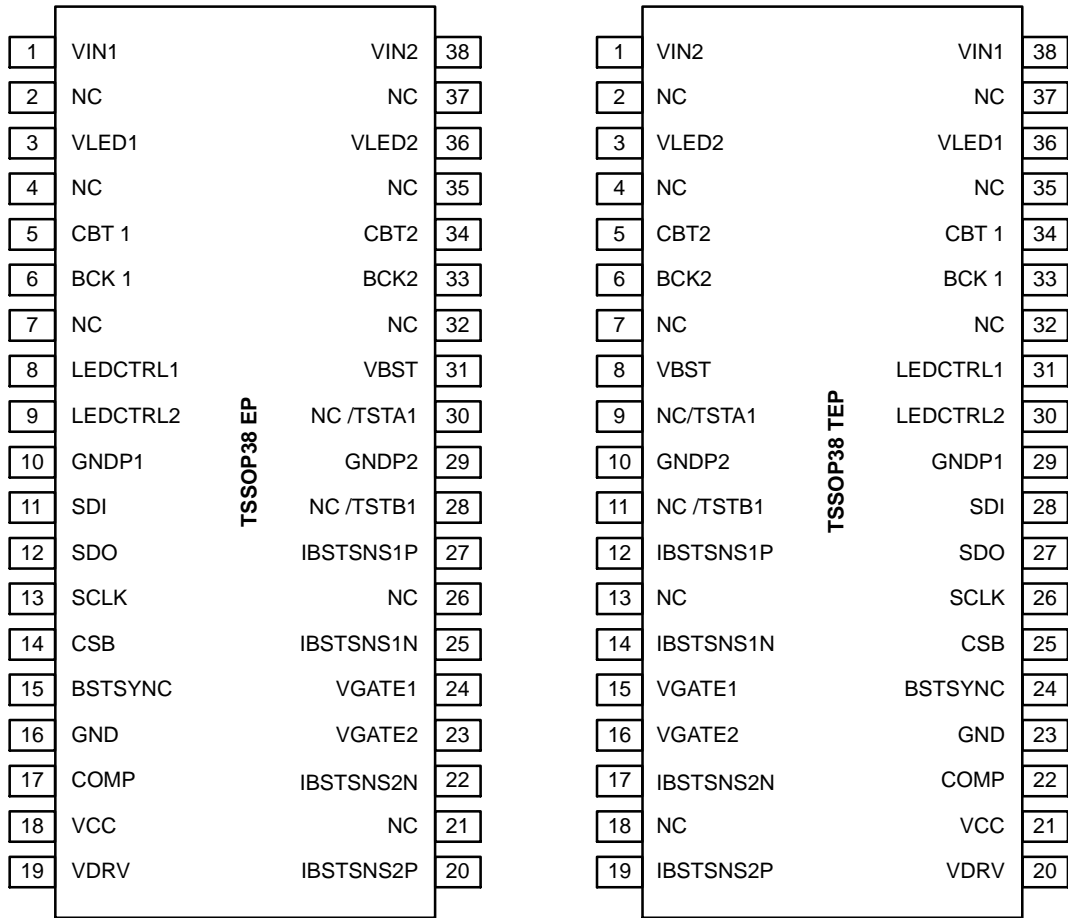 1 VIN1 VIN2 38
2 NC NC 37
3 VLED1 VLED2 36
4 NC NC 35
5 CBT 1 CBT2 34
6 BCK 1 BCK2 33
7 NC NC 32
8 LEDCTRL1 VBST 31
9 LEDCTRL2 NC /TSTA1 30
10 GNDP1 GNDP2 29
11 SDI NC /TSTB1 28
12 SDO IBSTSNS1P 27
13 SCLK NC 26
14 CSB IBSTSNS1N 25
15 BSTSYNC VGATE1 24
16 GND VGATE2 23
17 COMP IBSTSNS2N 22
18 VCC NC 21
19 VDRV IBSTSNS2P 20
TSSOP38 EP
1 VIN2 VIN1 38
2 NC NC 37
3 VLED2 VLED1 36
4 NC NC 35
5 CBT2 CBT 1 34
6 BCK2 BCK 1 33
7 NC NC 32
8 VBST LEDCTRL1 31
9 NC/TSTA1 LEDCTRL2 30
10 GNDP2 GNDP1 29
11 NC /TSTB1 SDI 28
12 IBSTSNS1P SDO 27
13 NC SCLK 26
14 IBSTSNS1N CSB 25
15 VGATE1 BSTSYNC 24
16 VGATE2 GND 23
17 IBSTSNS2N COMP 22
18 NC VCC 21
19 IBSTSNS2P VDRV 20
TSSOP38 TEP